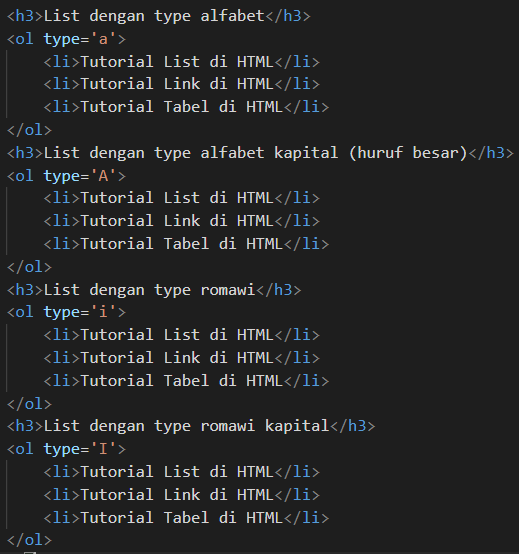 <h3>List dengan type alfabet</h3>
<ol type='a'>
    <li>Tutorial List di HTML</li>
    <li>Tutorial Link di HTML</li>
    <li>Tutorial Tabel di HTML</li>
</ol>
<h3>List dengan type alfabet kapital (huruf besar)</h3>
<ol type='A'>
    <li>Tutorial List di HTML</li>
    <li>Tutorial Link di HTML</li>
    <li>Tutorial Tabel di HTML</li>
</ol>
<h3>List dengan type romawi</h3>
<ol type='i'>
    <li>Tutorial List di HTML</li>
    <li>Tutorial Link di HTML</li>
    <li>Tutorial Tabel di HTML</li>
</ol>
<h3>List dengan type romawi kapital</h3>
<ol type='I'>
    <li>Tutorial List di HTML</li>
    <li>Tutorial Link di HTML</li>
    <li>Tutorial Tabel di HTML</li>
</ol>